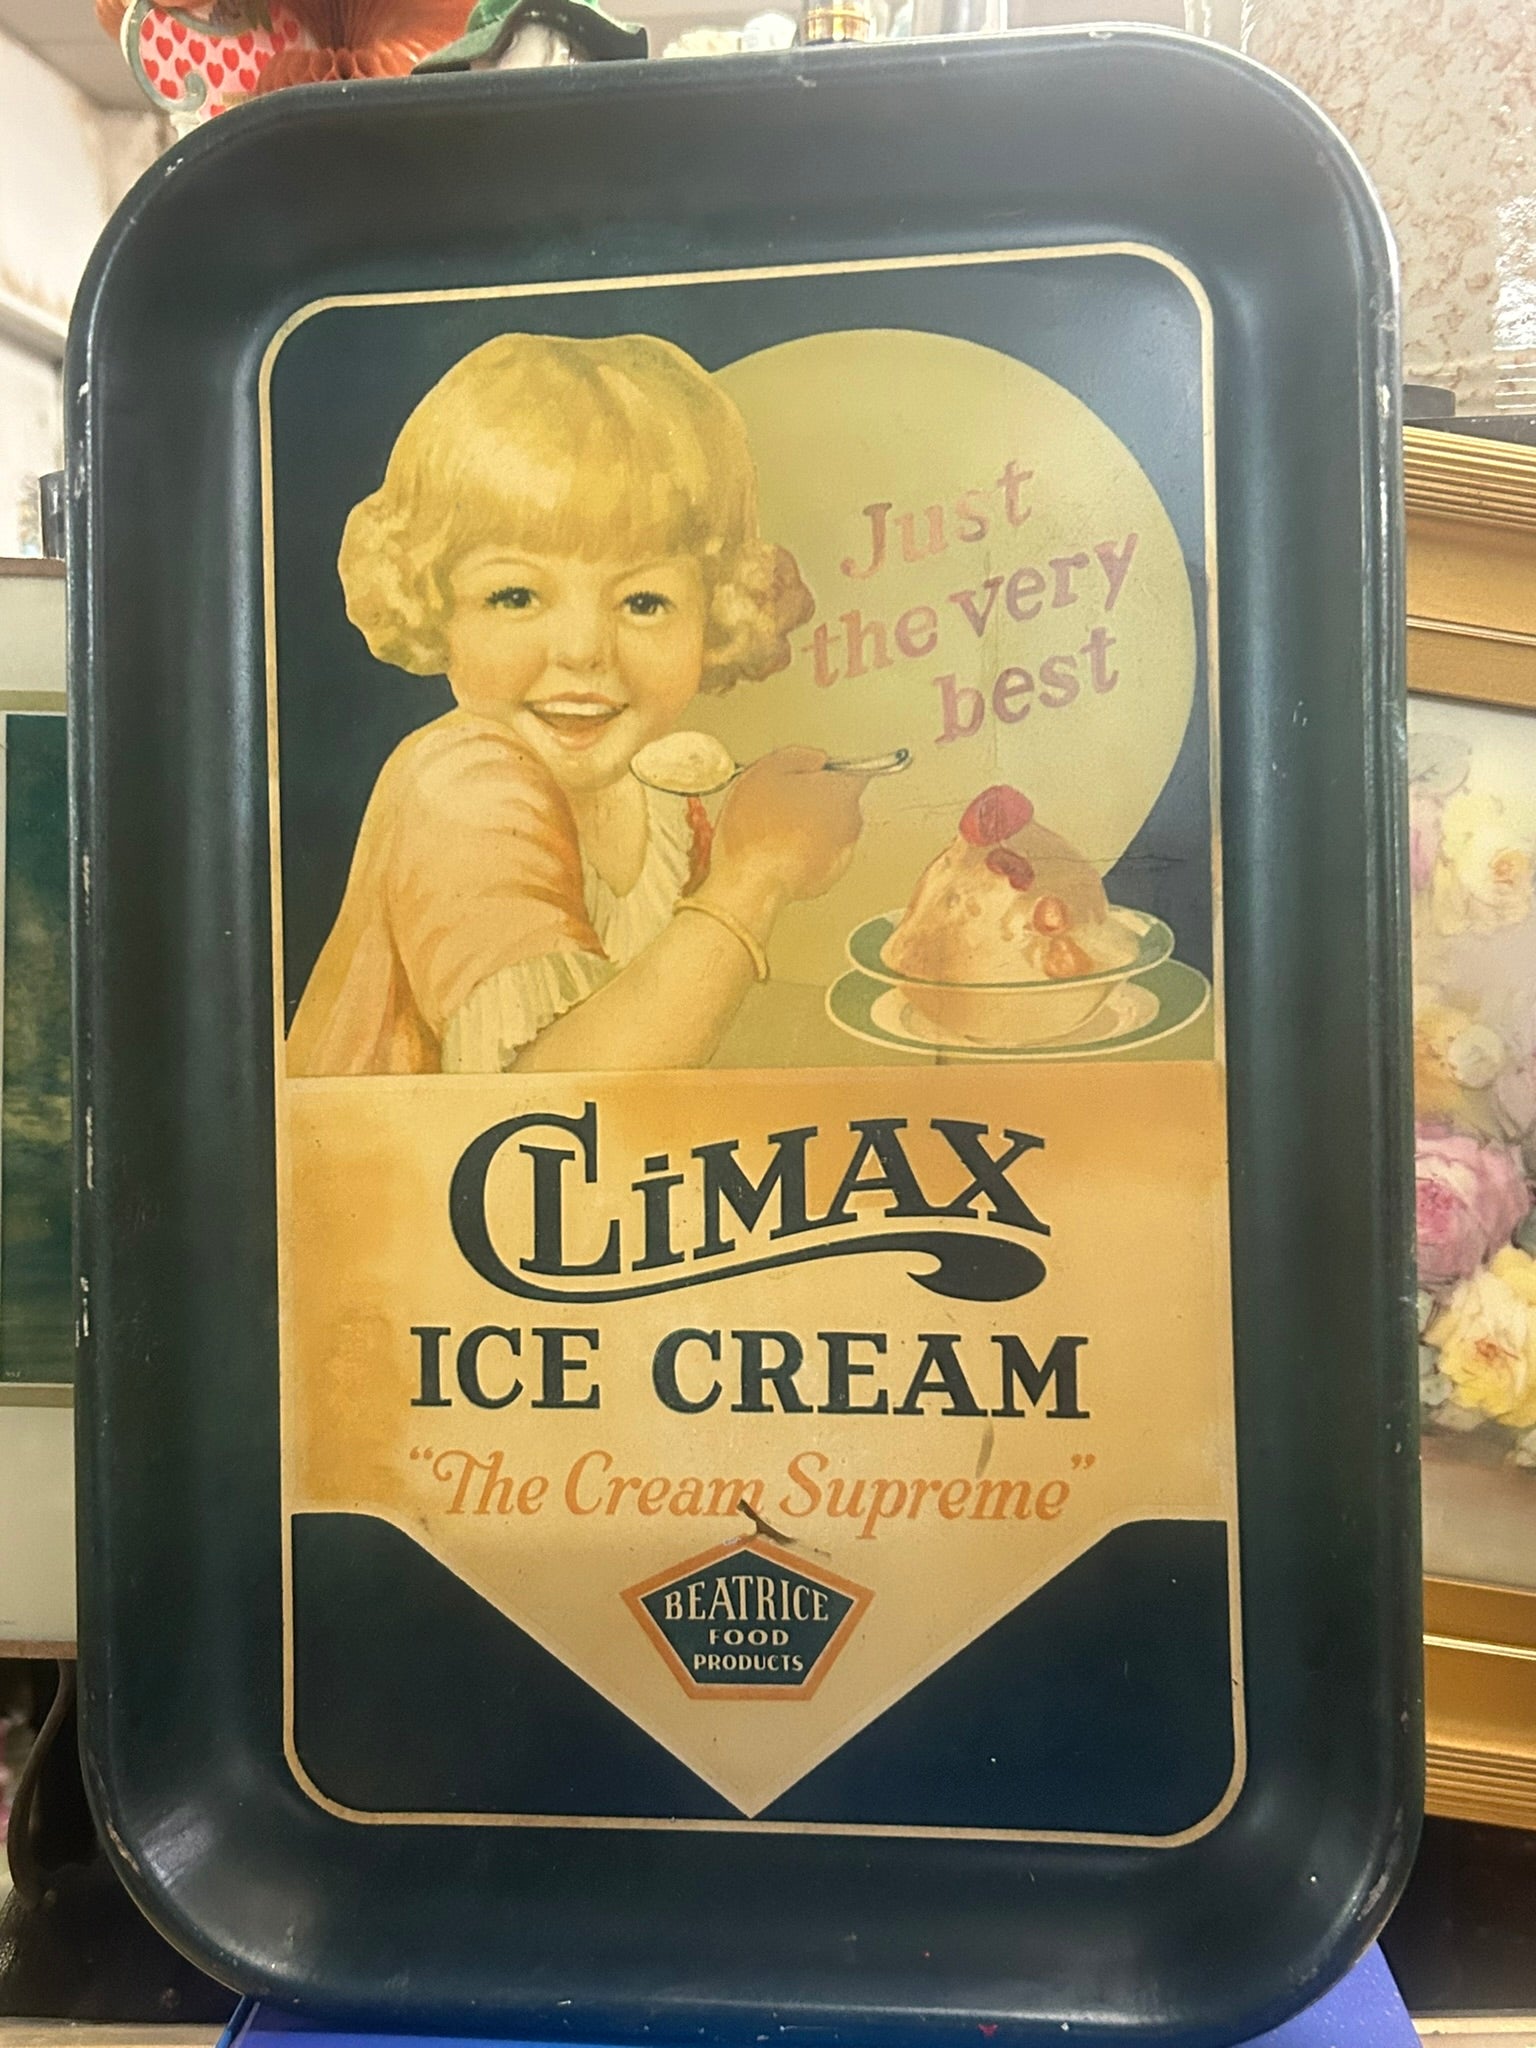 Just
the very
best
CLiMAX
ICE CREAM
“The Cream Supreme”
BEATRICE
FOOD
PRODUCTS